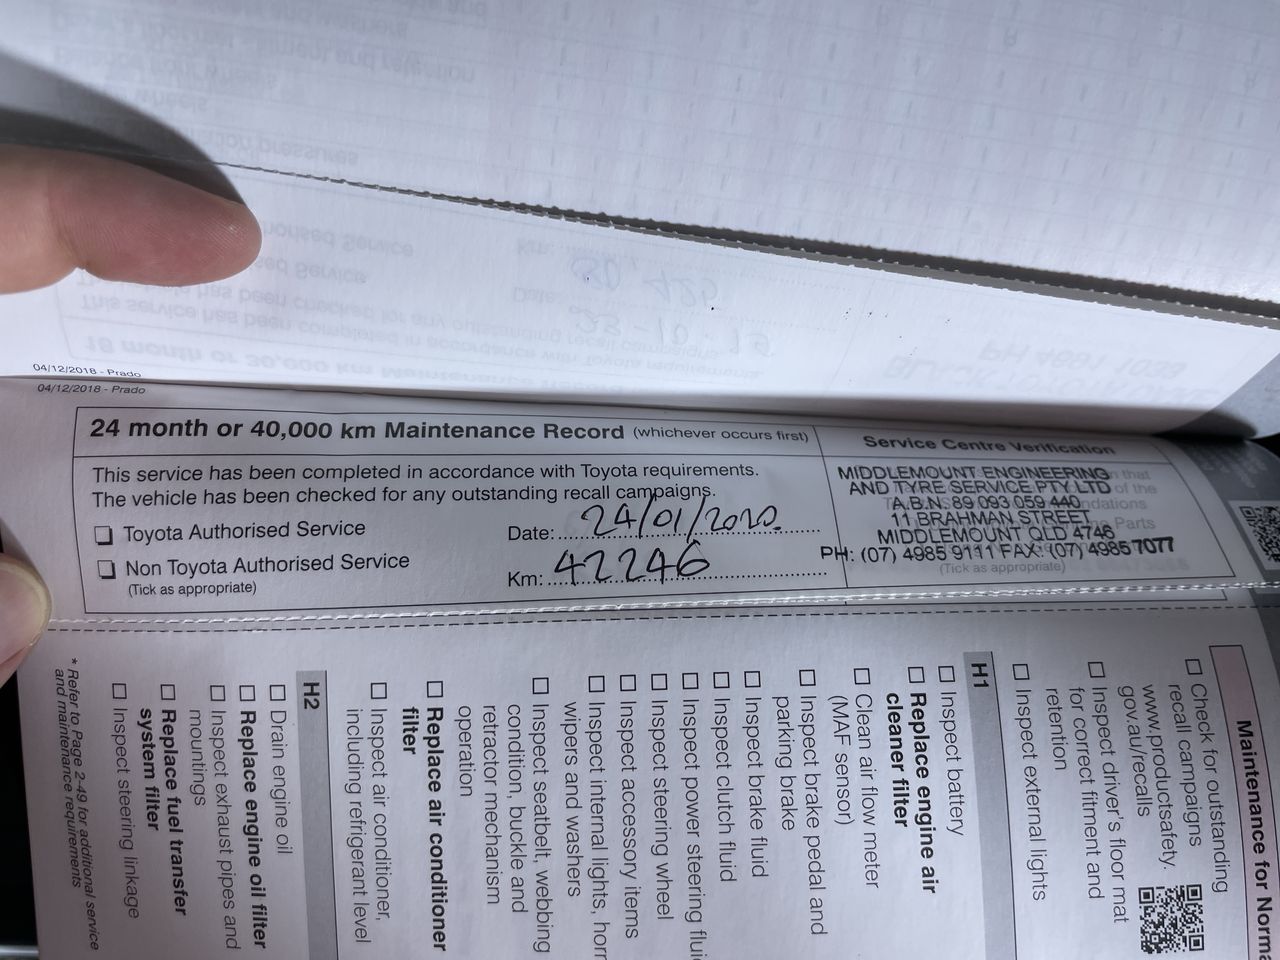 04/12/2018 - Prado
04/12/2018 - Prado
24 month or 40,000 km Maintenance Record (whichever occurs first)
This service has been completed in accordance with Toyota requirements.
The vehicle has been checked for any outstanding recall campaigns.
Toyota Authorised Service
Non Toyota Authorised Service
(Tick as appropriate)
Date: 24/01/2020
Km: 42246
Service Centre Verification
MIDDLEMOUNT ENGINEERING
AND TYRE SERVICE PTY LTD
A.B.N. 89 093 059 440
11 BRAHMAN STREET
MIDDLEMOUNT QLD 4746
PH: (07) 4985 9111 FAX: (07) 4985 7077
(Tick as appropriate)
Maintenance for
Check for outstanding
recall campaigns
www.productsafety.
gov.au/recalls
Inspect driver's floor mat
for correct fitment and
retention
Inspect external lights
H1
Inspect battery
Replace engine air
cleaner filter
Clean air flow meter
(MAF sensor)
Inspect brake pedal and
parking brake
Inspect brake fluid
Inspect clutch fluid
Inspect power steering
Inspect steering wheel
Inspect accessory items
Inspect internal lights, horn
wipers and washers
Inspect seatbelt, webbing
condition, buckle and
retractor mechanism
operation
Replace air conditioner
filter
Inspect air conditioner,
including refrigerant level
H2
Drain engine oil
Replace engine oil filter
Inspect exhaust pipes and
mountings
Replace fuel transfer
system filter
Inspect steering linkage
* Refer to Page 2-49 for additional service
and maintenance requirements